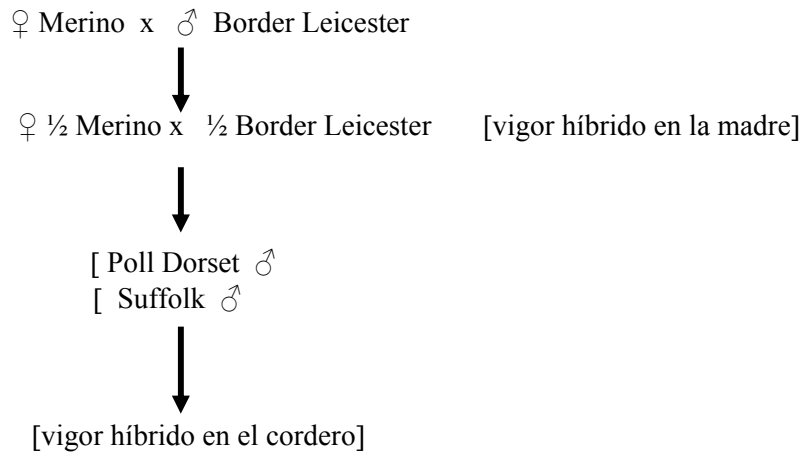 ♀ Merino x ♂ Border Leicester
♀ ½ Merino x ½ Border Leicester [vigor híbrido en la madre]
[ Poll Dorset ♂
[ Suffolk ♂
[vigor híbrido en el cordero]